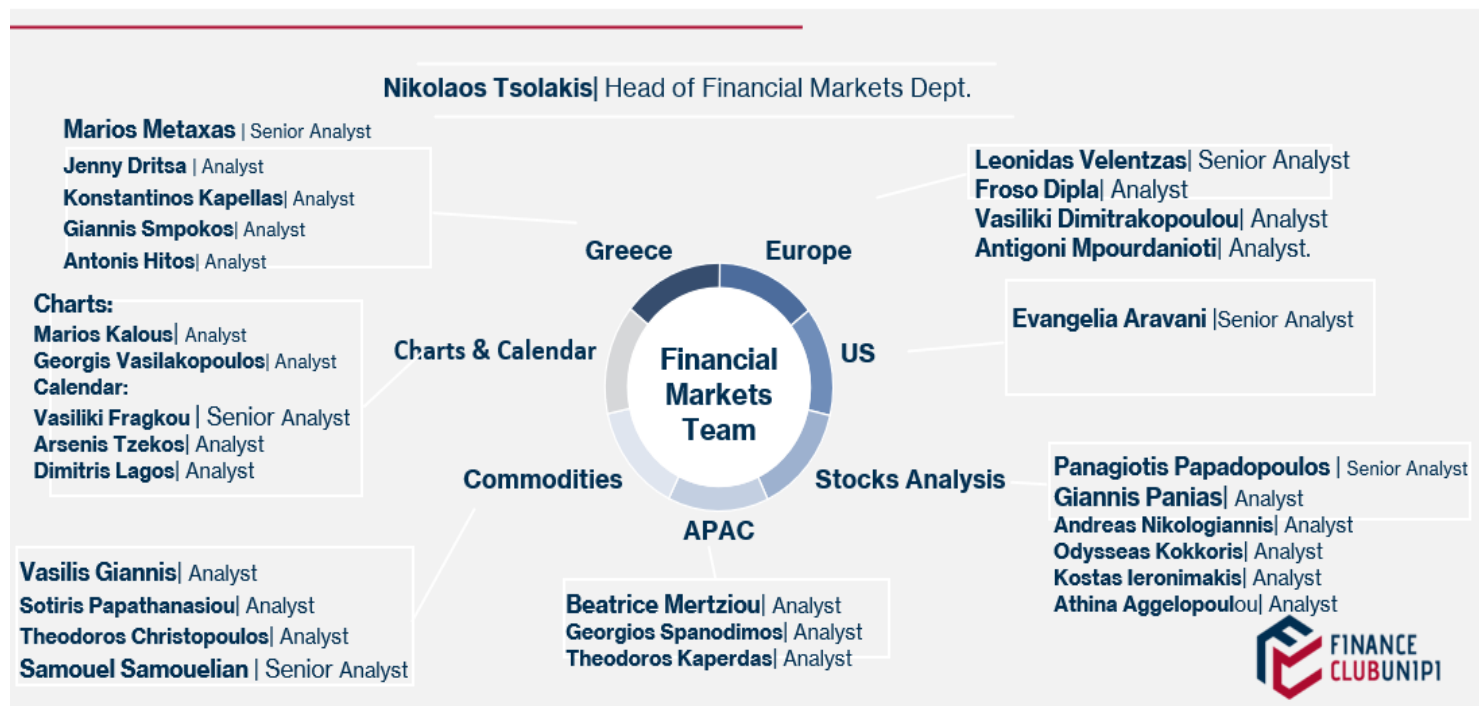 Nikolaos Tsolakis| Head of Financial Markets Dept.
Marios Metaxas | Senior Analyst
Jenny Dritsa | Analyst
Konstantinos Kapellas| Analyst
Giannis Smpokos| Analyst
Antonis Hitos| Analyst
Leonidas Velentzas| Senior Analyst
Froso Dipla| Analyst
Vasiliki Dimitrakopoulou| Analyst
Antigoni Mpourdanioti| Analyst.
Greece
Europe
Charts:
Marios Kalous| Analyst
Georgis Vasilakopoulos| Analyst
Calendar:
Vasiliki Fragkou | Senior Analyst
Arsenis Tzekos| Analyst
Dimitris Lagos| Analyst
Charts & Calendar
Financial
Markets
Team
US
Evangelia Aravani |Senior Analyst
Commodities
Stocks Analysis
APAC
Panagiotis Papadopoulos | Senior Analyst
Giannis Panias| Analyst
Andreas Nikologiannis| Analyst
Odysseas Kokkoris| Analyst
Kostas Ieronimakis| Analyst
Athina Aggelopoulou| Analyst
Vasilis Giannis| Analyst
Sotiris Papathanasiou| Analyst
Theodoros Christopoulos| Analyst
Samouel Samouelian | Senior Analyst
Beatrice Mertziou| Analyst
Georgios Spanodimos| Analyst
Theodoros Kaperdas| Analyst
FINANCE
CLUBUNIPI